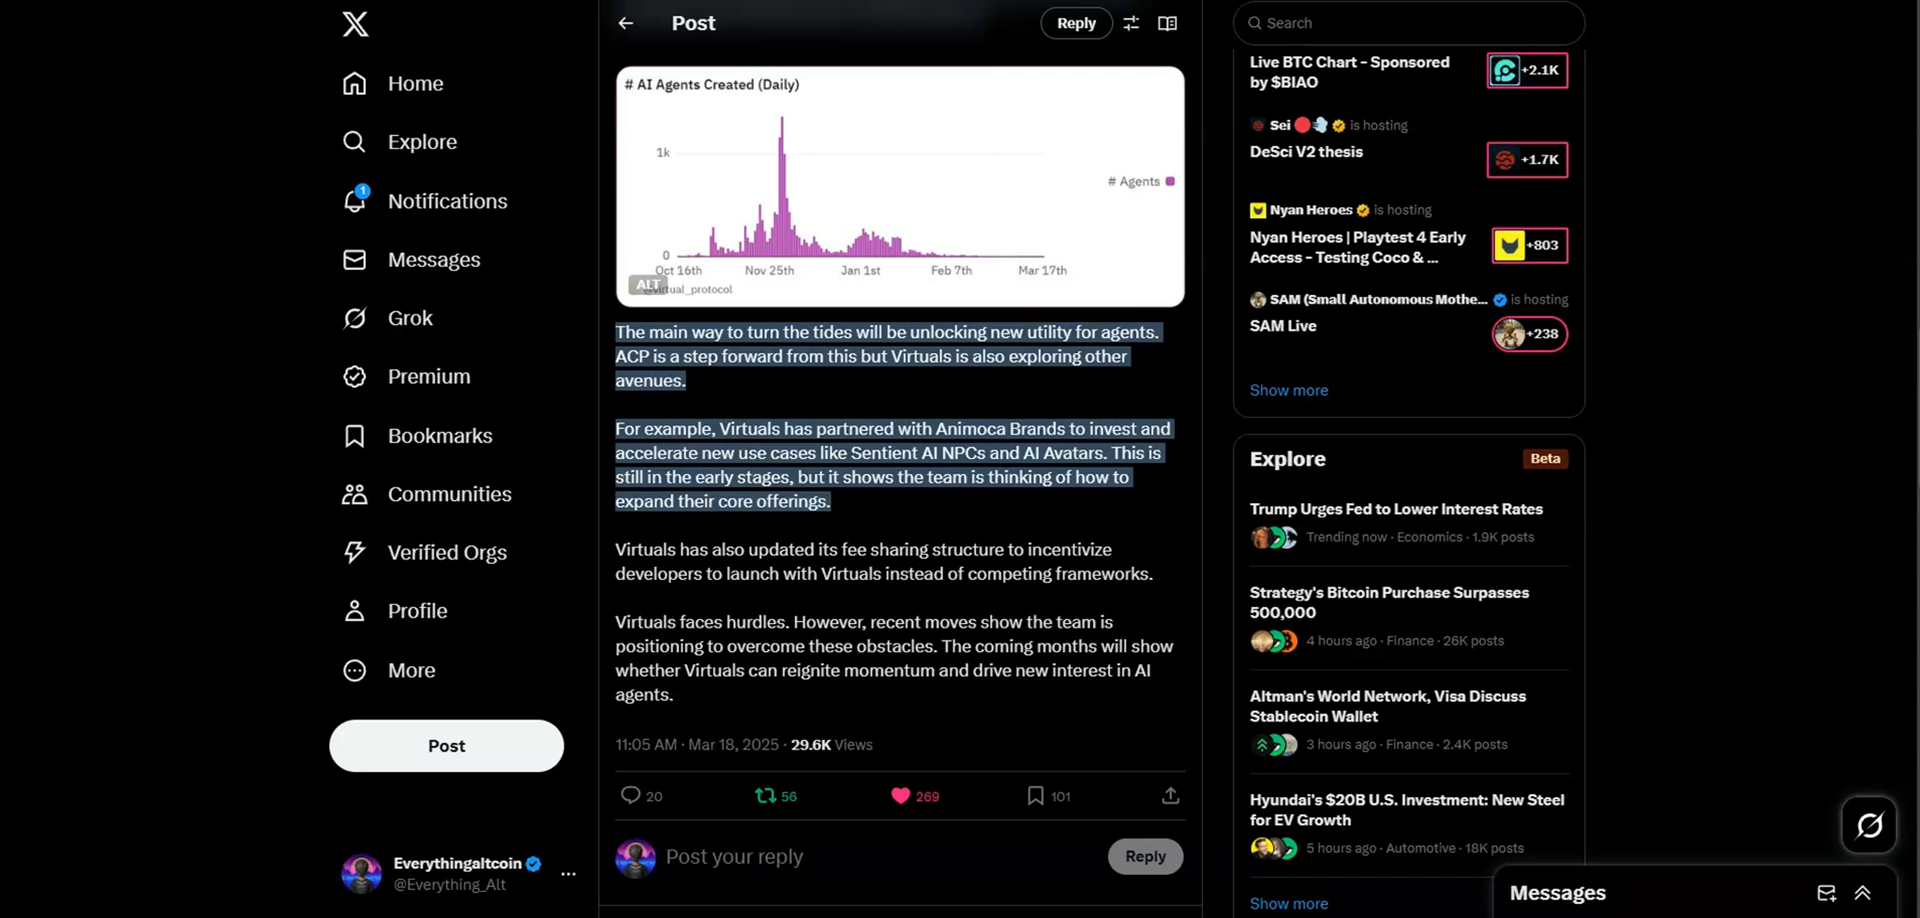 Home
Explore
1
Notifications
Messages
Grok
Premium
Bookmarks
Communities
Verified Orgs
Profile
More
Post
Everythingaltcoin
@Everything_Alt
Post
Reply
# AI Agents Created (Daily)
1k
0
# Agents
Oct 16th
Nov 25th
Jan 1st
Feb 7th
Mar 17th
ALT
@virtual_protocol
The main way to turn the tides will be unlocking new utility for agents.
ACP is a step forward from this but Virtuals is also exploring other
avenues.
For example, Virtuals has partnered with Animoca Brands to invest and
accelerate new use cases like Sentient AI NPCs and AI Avatars. This is
still in the early stages, but it shows the team is thinking of how to
expand their core offerings.
Virtuals has also updated its fee sharing structure to incentivize
developers to launch with Virtuals instead of competing frameworks.
Virtuals faces hurdles. However, recent moves show the team is
positioning to overcome these obstacles. The coming months will show
whether Virtuals can reignite momentum and drive new interest in AI
agents.
11:05 AM · Mar 18, 2025 · 29.6K Views
20
56
269
101
Post your reply
Reply
Search
Live BTC Chart - Sponsored
by $BIAO
+2.1K
Sei is hosting
DeSci V2 thesis
+1.7K
Nyan Heroes is hosting
Nyan Heroes | Playtest 4 Early
Access - Testing Coco & ...
+803
SAM (Small Autonomous Mothe... is hosting
SAM Live
+238
Show more
Explore
Beta
Trump Urges Fed to Lower Interest Rates
Trending now · Economics · 1.9K posts
Strategy's Bitcoin Purchase Surpasses
500,000
4 hours ago · Finance · 26K posts
Altman's World Network, Visa Discuss
Stablecoin Wallet
3 hours ago · Finance · 2.4K posts
Hyundai's $20B U.S. Investment: New Steel
for EV Growth
5 hours ago · Automotive · 18K posts
Show more
Messages